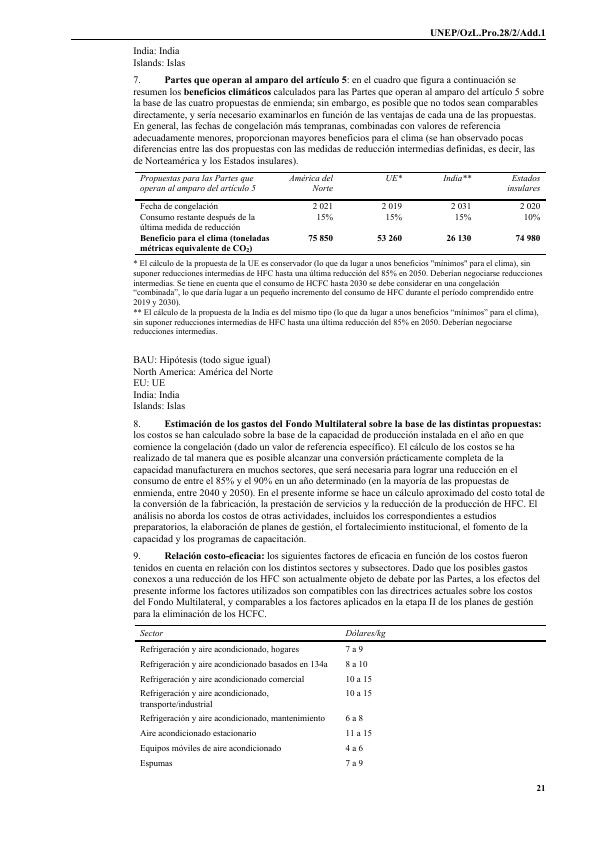 UNEP/OzL.Pro.28/2/Add.1
India: India
Islands: Islas
7. Partes que operan al amparo del artículo 5: en el cuadro que figura a continuación se
resumen los beneficios climáticos calculados para las Partes que operan al amparo del artículo 5 sobre
la base de las cuatro propuestas de enmienda; sin embargo, es posible que no todos sean comparables
directamente, y sería necesario examinarlos en función de las ventajas de cada una de las propuestas.
En general, las fechas de congelación más tempranas, combinadas con valores de referencia
adecuadamente menores, proporcionan mayores beneficios para el clima (se han observado pocas
diferencias entre las dos propuestas con las medidas de reducción intermedias definidas, es decir, las
de Norteamérica y los Estados insulares).
Propuestas para las Partes que operan al amparo del artículo 5 América del Norte UE* India** Estados insulares
Fecha de congelación 2 021 2 019 2 031 2 020
Consumo restante después de la última medida de reducción 15% 15% 15% 10%
Beneficio para el clima (toneladas métricas equivalente de CO₂) 75 850 53 260 26 130 74 980
* El cálculo de la propuesta de la UE es conservador (lo que da lugar a unos beneficios "mínimos" para el clima), sin
suponer reducciones intermedias de HFC hasta una última reducción del 85% en 2050. Deberían negociarse reducciones
intermedias. Se tiene en cuenta que el consumo de HCFC hasta 2030 se debe considerar en una congelación
“combinada”, lo que daría lugar a un pequeño incremento del consumo de HFC durante el período comprendido entre
2019 y 2030).
** El cálculo de la propuesta de la India es del mismo tipo (lo que da lugar a unos beneficios “mínimos” para el clima),
sin suponer reducciones intermedias de HFC hasta una última reducción del 85% en 2050. Deberían negociarse
reducciones intermedias.
BAU: Hipótesis (todo sigue igual)
North America: América del Norte
EU: UE
India: India
Islands: Islas
8. Estimación de los gastos del Fondo Multilateral sobre la base de las distintas propuestas:
los costos se han calculado sobre la base de la capacidad de producción instalada en el año en que
comience la congelación (dado un valor de referencia específico). El cálculo de los costos se ha
realizado de tal manera que es posible alcanzar una conversión prácticamente completa de la
capacidad manufacturera en muchos sectores, que será necesaria para lograr una reducción en el
consumo de entre el 85% y el 90% en un año determinado (en la mayoría de las propuestas de
enmienda, entre 2040 y 2050). En el presente informe se hace un cálculo aproximado del costo total de
la conversión de la fabricación, la prestación de servicios y la reducción de la producción de HFC. El
análisis no aborda los costos de otras actividades, incluidos los correspondientes a estudios
preparatorios, la elaboración de planes de gestión, el fortalecimiento institucional, el fomento de la
capacidad y los programas de capacitación.
9. Relación costo-eficacia: los siguientes factores de eficacia en función de los costos fueron
tenidos en cuenta en relación con los distintos sectores y subsectores. Dado que los posibles gastos
conexos a una reducción de los HFC son actualmente objeto de debate por las Partes, a los efectos del
presente informe los factores utilizados son compatibles con las directrices actuales sobre los costos
del Fondo Multilateral, y comparables a los factores aplicados en la etapa II de los planes de gestión
para la eliminación de los HCFC.
Sector Dólares/kg
Refrigeración y aire acondicionado, hogares 7 a 9
Refrigeración y aire acondicionado basados en 134a 8 a 10
Refrigeración y aire acondicionado comercial 10 a 15
Refrigeración y aire acondicionado, transporte/industrial 10 a 15
Refrigeración y aire acondicionado, mantenimiento 6 a 8
Aire acondicionado estacionario 11 a 15
Equipos móviles de aire acondicionado 4 a 6
Espumas 7 a 9
21